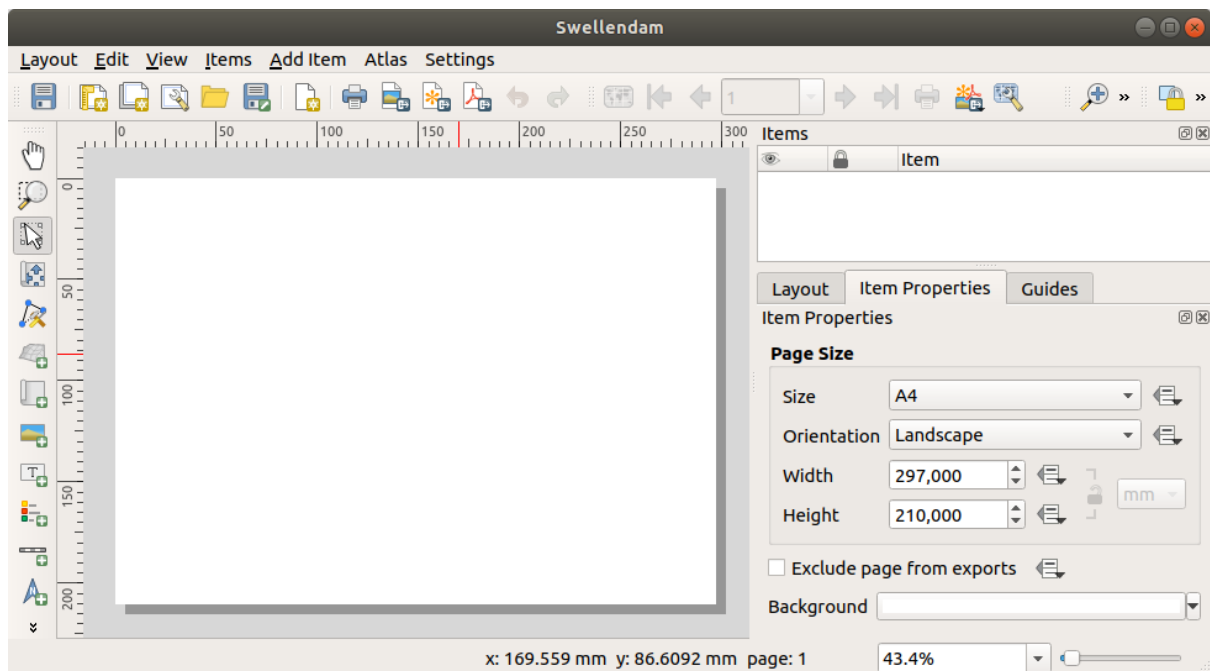 Swellendam
Layout Edit View Items Add Item Atlas Settings
1
» »
0 50 100 150 200 250 300
0
50
100
150
200
Items
Item
Layout Item Properties Guides
Item Properties
Page Size
Size A4
Orientation Landscape
Width 297,000
mm
Height 210,000
Exclude page from exports
Background
x: 169.559 mm y: 86.6092 mm page: 1 43.4%